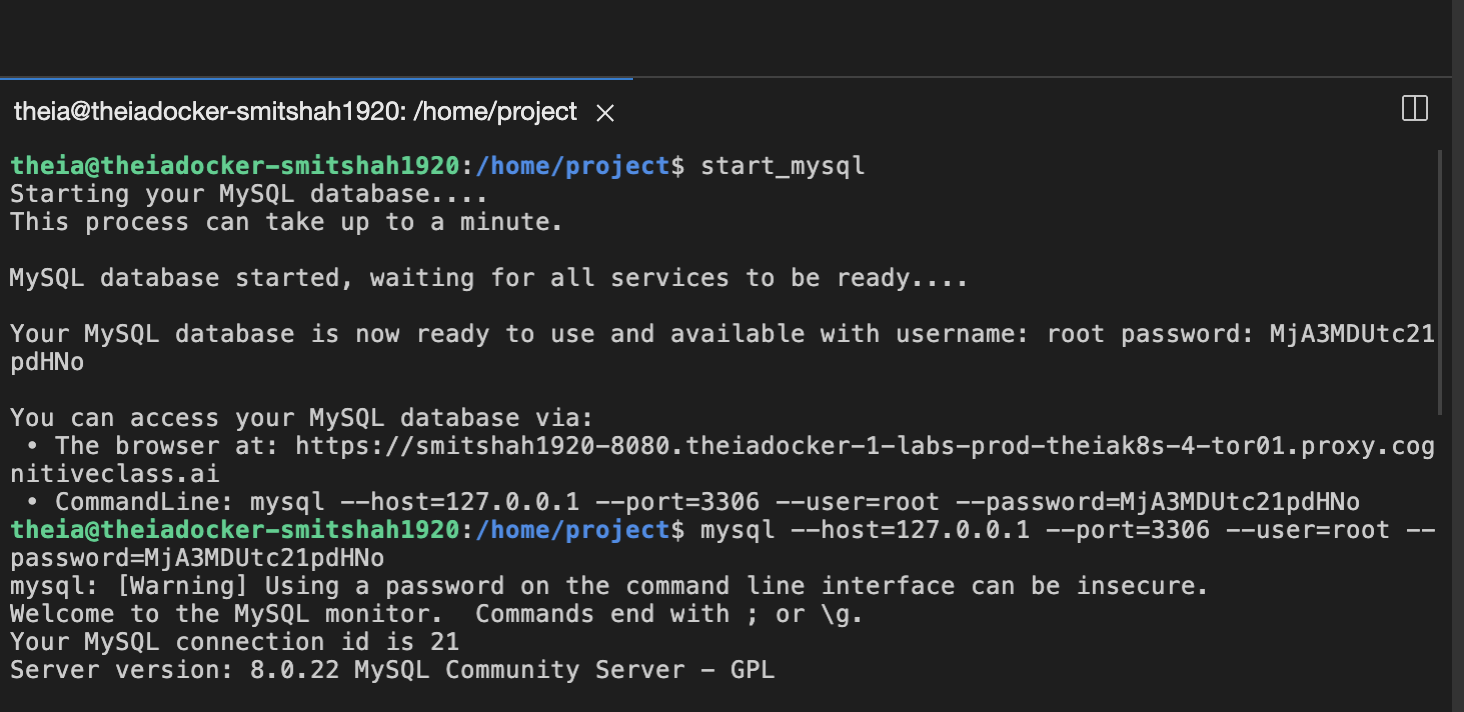 theia@theiadocker-smitshah1920: /home/project ×
theia@theiadocker-smitshah1920:/home/project$ start_mysql
Starting your MySQL database....
This process can take up to a minute.
MySQL database started, waiting for all services to be ready....
Your MySQL database is now ready to use and available with username: root password: MjA3MDUtc21
pdHNo
You can access your MySQL database via:
• The browser at: https://smitshah1920-8080.theiadocker-1-labs-prod-theiak8s-4-tor01.proxy.cog
nitiveclass.ai
• CommandLine: mysql --host=127.0.0.1 --port=3306 --user=root --password=MjA3MDUtc21pdHNo
theia@theiadocker-smitshah1920:/home/project$ mysql --host=127.0.0.1 --port=3306 --user=root --
password=MjA3MDUtc21pdHNo
mysql: [Warning] Using a password on the command line interface can be insecure.
Welcome to the MySQL monitor.  Commands end with ; or \g.
Your MySQL connection id is 21
Server version: 8.0.22 MySQL Community Server - GPL